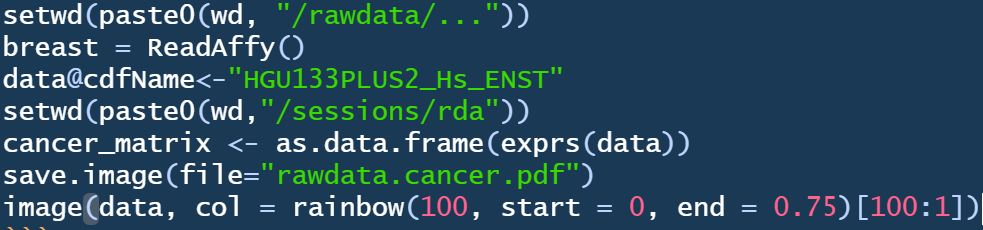 setwd(paste0(wd, "/rawdata/..."))
breast = ReadAffy()
data@cdfName<-"HGU133PLUS2_Hs_ENST"
setwd(paste0(wd,"/sessions/rda"))
cancer_matrix <- as.data.frame(exprs(data))
save.image(file="rawdata.cancer.pdf")
image(data, col = rainbow(100, start = 0, end = 0.75)[100:1])
```